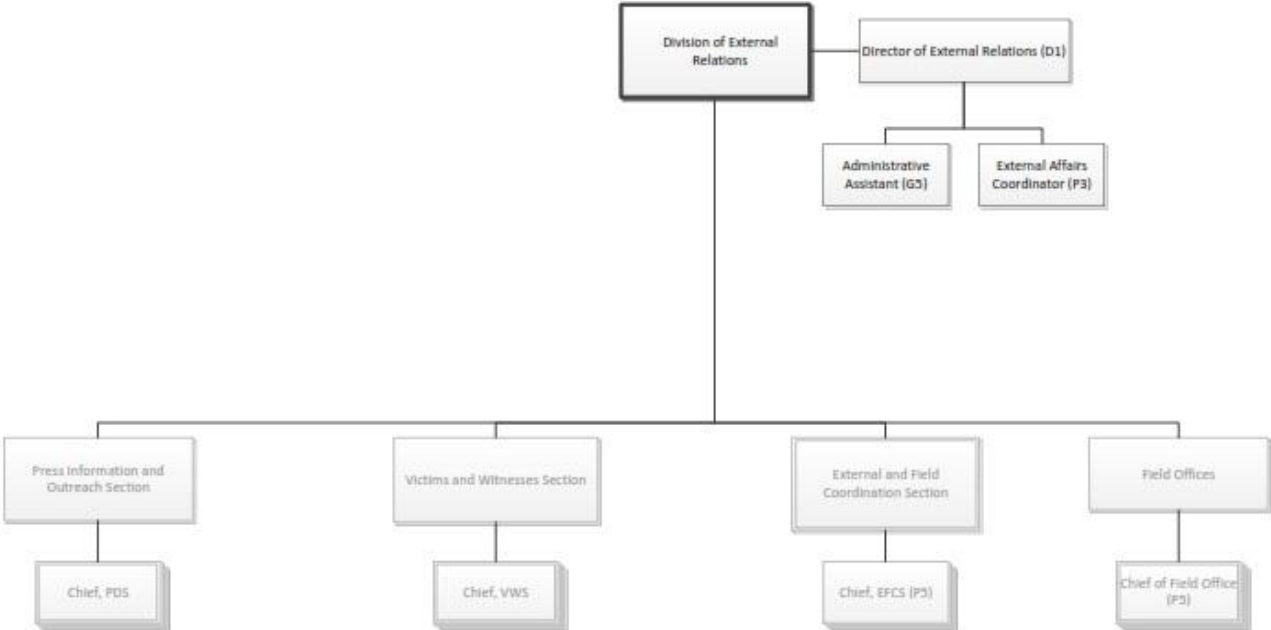 Division of External
Relations
Director of External Relations (D1)
Administrative
Assistant (G5)
External Affairs
Coordinator (P3)
Press Information and
Outreach Section
Victims and Witnesses Section
External and Field
Coordination Section
Field Offices
Chief, PDS
Chief, VWS
Chief, EFCS (P5)
Chief of Field Office
(P5)